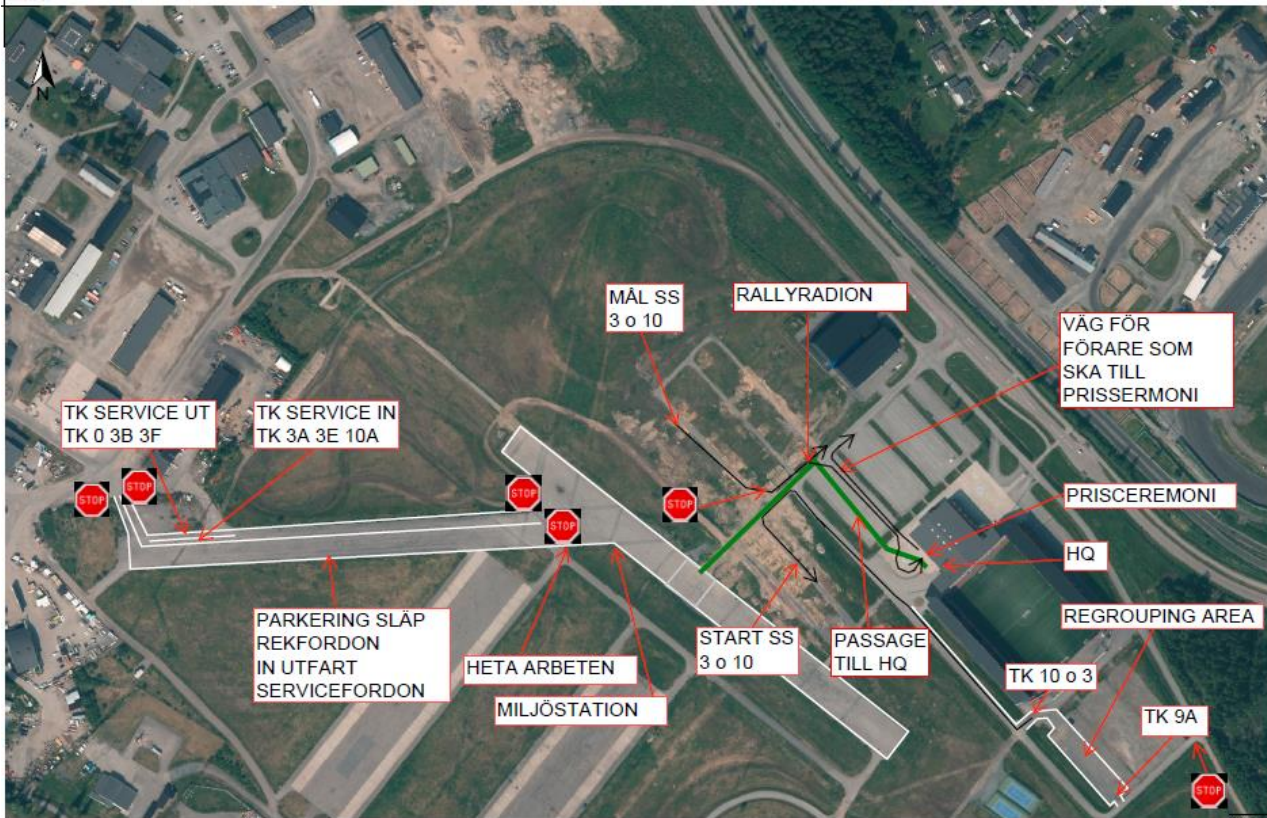 N
MÅL SS
3 o 10
RALLYRADION
VÄG FÖR
FÖRARE SOM
SKA TILL
PRISSERMONI
TK SERVICE UT
TK 0 3B 3F
TK SERVICE IN
TK 3A 3E 10A
STOP
STOP
STOP
STOP
STOP
PRISCEREMONI
HQ
PARKERING SLÄP
REKFORDON
IN UTFART
SERVICEFORDON
HETA ARBETEN
MILJÖSTATION
START SS
3 o 10
PASSAGE
TILL HQ
REGROUPING AREA
TK 10 o 3
TK 9A
STOP